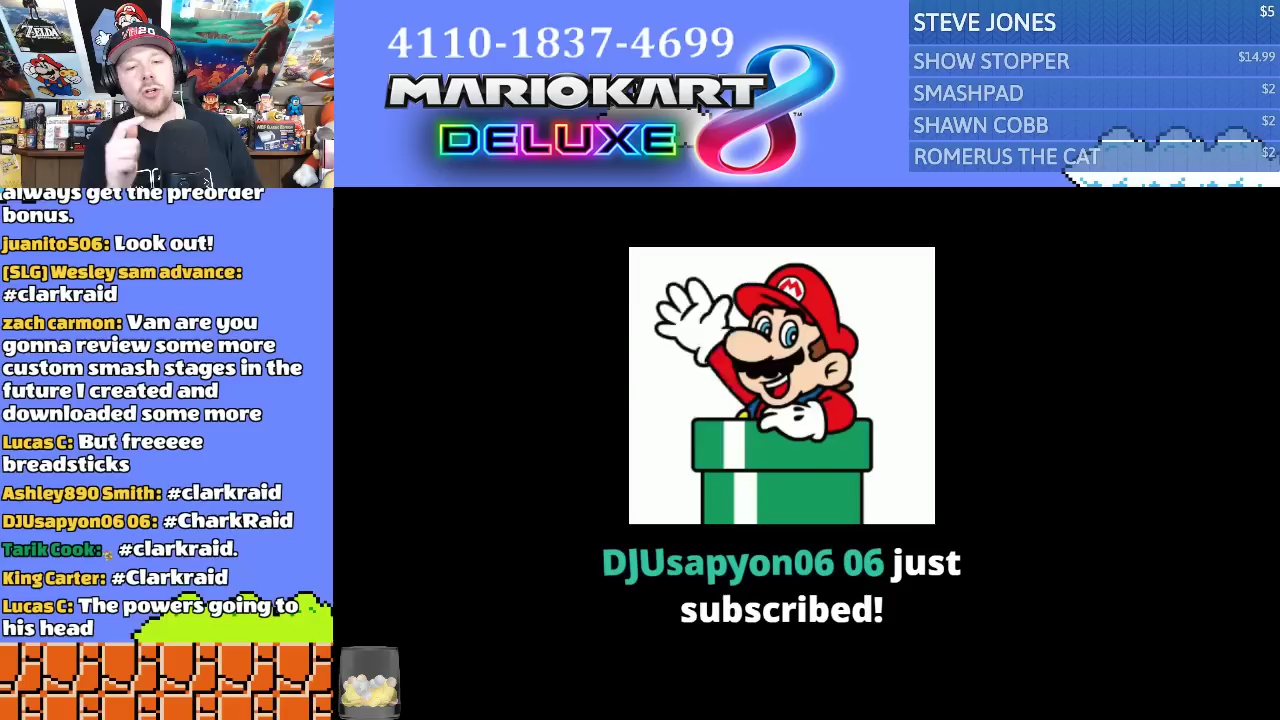 4110-1837-4699
MARIOKART 8
DELUXE
STEVE JONES $5
SHOW STOPPER $14.99
SMASHPAD $2
SHAWN COBB $2
ROMERUS THE CAT $2
always get the preorder
bonus.
juanito506: Look out!
[SLG] Wesley sam advance:
#clarkraid
zach carmon: Van are you
gonna review some more
custom smash stages in the
future I created and
downloaded some more
Lucas C: But freeeee
breadsticks
Ashley890 Smith: #clarkraid
DJUsapyon06 06: #CharkRaid
Tarik Cook: #clarkraid.
King Carter: #Clarkraid
Lucas C: The powers going to
his head
M
DJUsapyon06 06 just
subscribed!